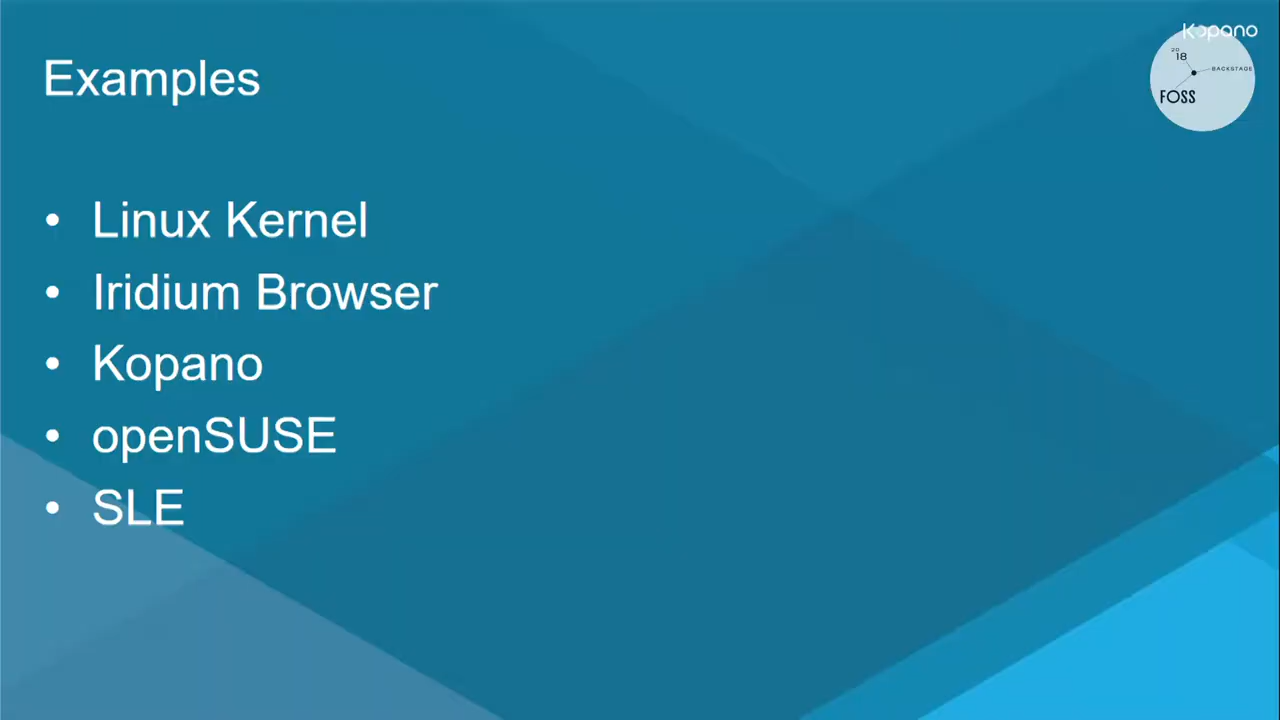 Kopano
Examples
20
18
BACKSTAGE
FOSS
• Linux Kernel
• Iridium Browser
• Kopano
• openSUSE
• SLE